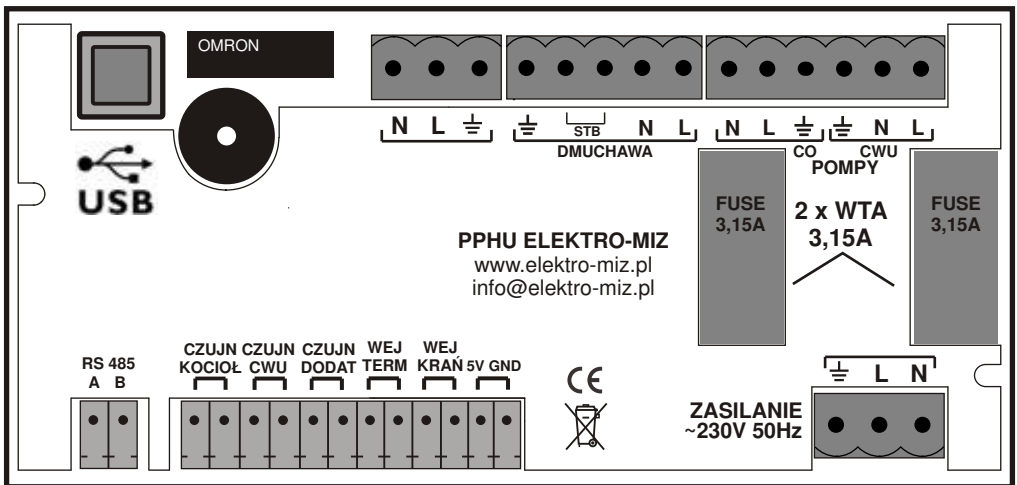 OMRON
N L
STB N L
DMUCHAWA
N L N L
CO CWU
POMPY
USB
FUSE
3,15A
2 x WTA
3,15A
FUSE
3,15A
PPHU ELEKTRO-MIZ
www.elektro-miz.pl
info@elektro-miz.pl
RS 485
A B
CZUJN CZUJN CZUJN WEJ WEJ
KOCIOŁ CWU DODAT TERM KRAŃ 5V GND
CE
L N
ZASILANIE
~230V 50Hz